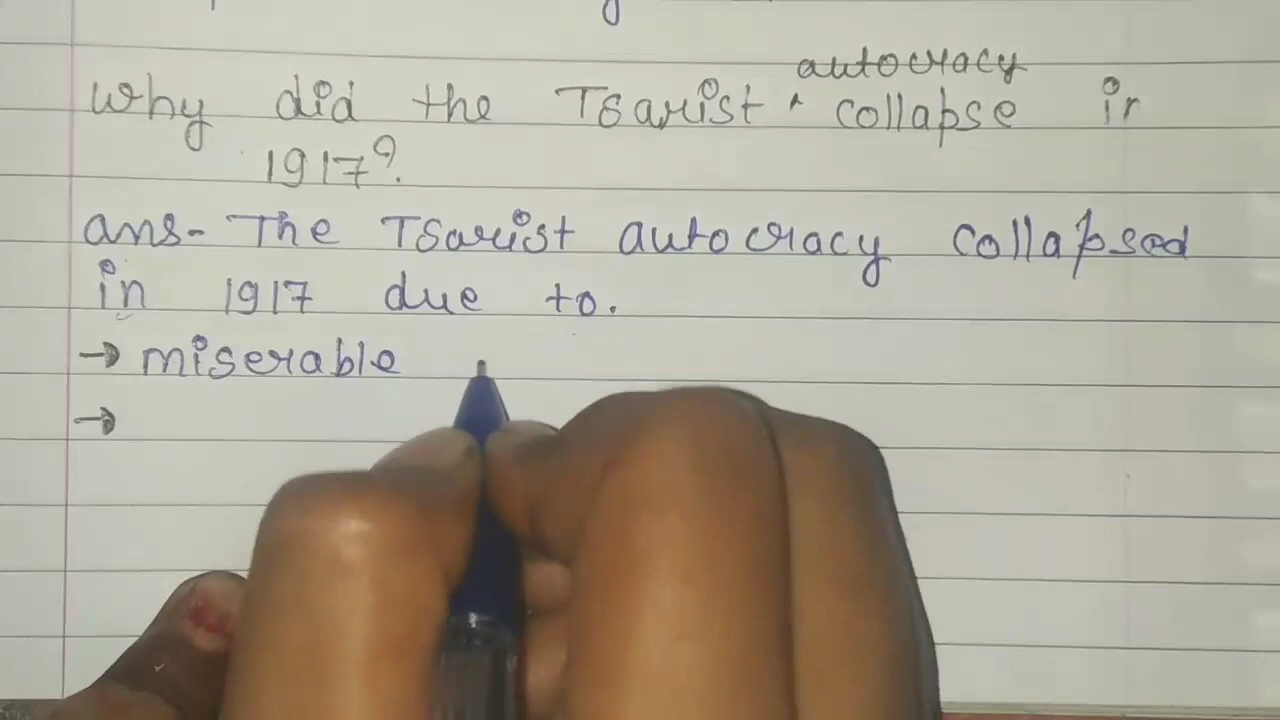 Why did the Tsarist autocracy collapse in
1917?
ans- The Tsarist autocracy collapsed
in 1917 due to.
→ miserable
→